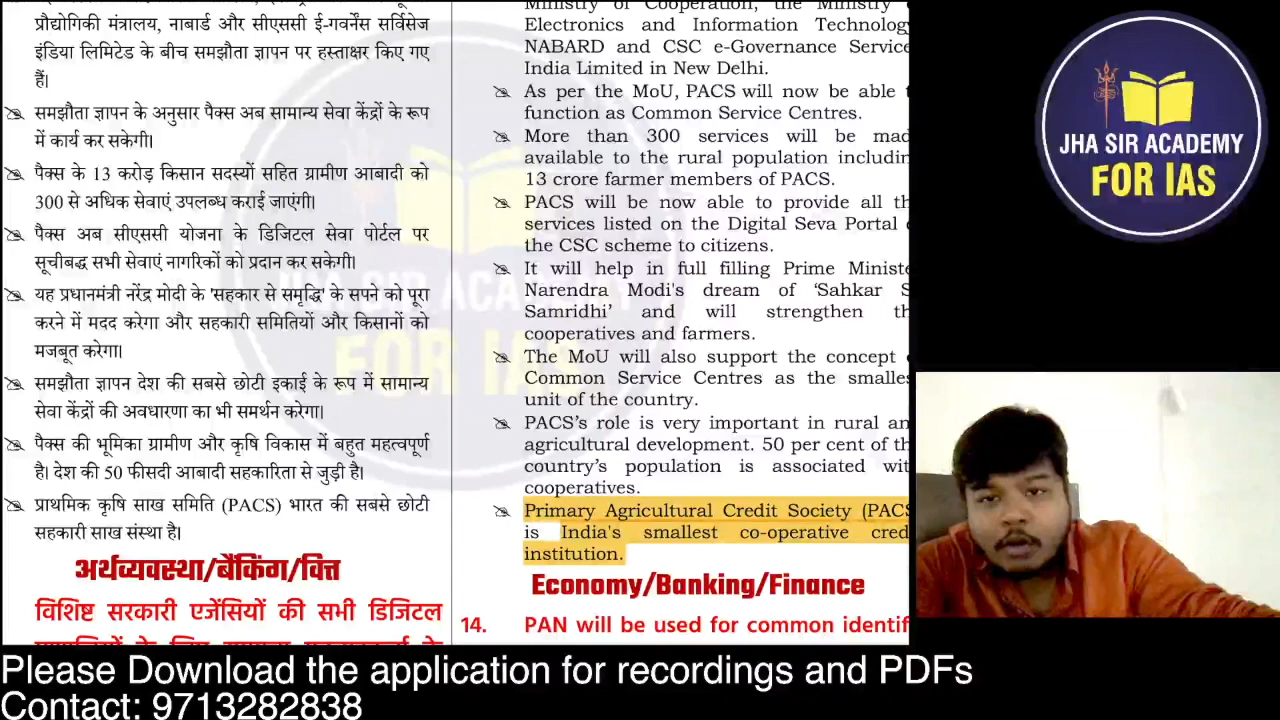 प्रौद्योगिकी मंत्रालय, नाबार्ड और सीएससी ई-गवर्नेंस सर्विसेज
इंडिया लिमिटेड के बीच समझौता ज्ञापन पर हस्ताक्षर किए गए
हैं।
समझौता ज्ञापन के अनुसार पैक्स अब सामान्य सेवा केंद्रों के रूप
में कार्य कर सकेगी।
पैक्स के 13 करोड़ किसान सदस्यों सहित ग्रामीण आबादी को
300 से अधिक सेवाएं उपलब्ध कराई जाएंगी।
पैक्स अब सीएससी योजना के डिजिटल सेवा पोर्टल पर
सूचीबद्ध सभी सेवाएं नागरिकों को प्रदान कर सकेगी।
यह प्रधानमंत्री नरेंद्र मोदी के 'सहकार से समृद्धि' के सपने को पूरा
करने में मदद करेगा और सहकारी समितियों और किसानों को
मजबूत करेगा।
समझौता ज्ञापन देश की सबसे छोटी इकाई के रूप में सामान्य
सेवा केंद्रों की अवधारणा का भी समर्थन करेगा।
पैक्स की भूमिका ग्रामीण और कृषि विकास में बहुत महत्वपूर्ण
है। देश की 50 फीसदी आबादी सहकारिता से जुड़ी है।
प्राथमिक कृषि साख समिति (PACS) भारत की सबसे छोटी
सहकारी साख संस्था है।
अर्थव्यवस्था/बैंकिंग/वित्त
विशिष्ट सरकारी एजेंसियों की सभी डिजिटल
Ministry of Cooperation, the Ministry of
Electronics and Information Technology
NABARD and CSC e-Governance Service
India Limited in New Delhi.
As per the MoU, PACS will now be able t
function as Common Service Centres.
More than 300 services will be mad
available to the rural population includin
13 crore farmer members of PACS.
PACS will be now able to provide all th
services listed on the Digital Seva Portal o
the CSC scheme to citizens.
It will help in full filling Prime Ministe
Narendra Modi's dream of 'Sahkar S
Samridhi' and will strengthen th
cooperatives and farmers.
The MoU will also support the concept o
Common Service Centres as the smalles
unit of the country.
PACS's role is very important in rural an
agricultural development. 50 per cent of th
country's population is associated wit
cooperatives.
Primary Agricultural Credit Society (PACS
is India's smallest co-operative cred
institution.
Economy/Banking/Finance
14. PAN will be used for common identif
JHA SIR ACADEMY
FOR IAS
Please Download the application for recordings and PDFs
Contact: 9713282838